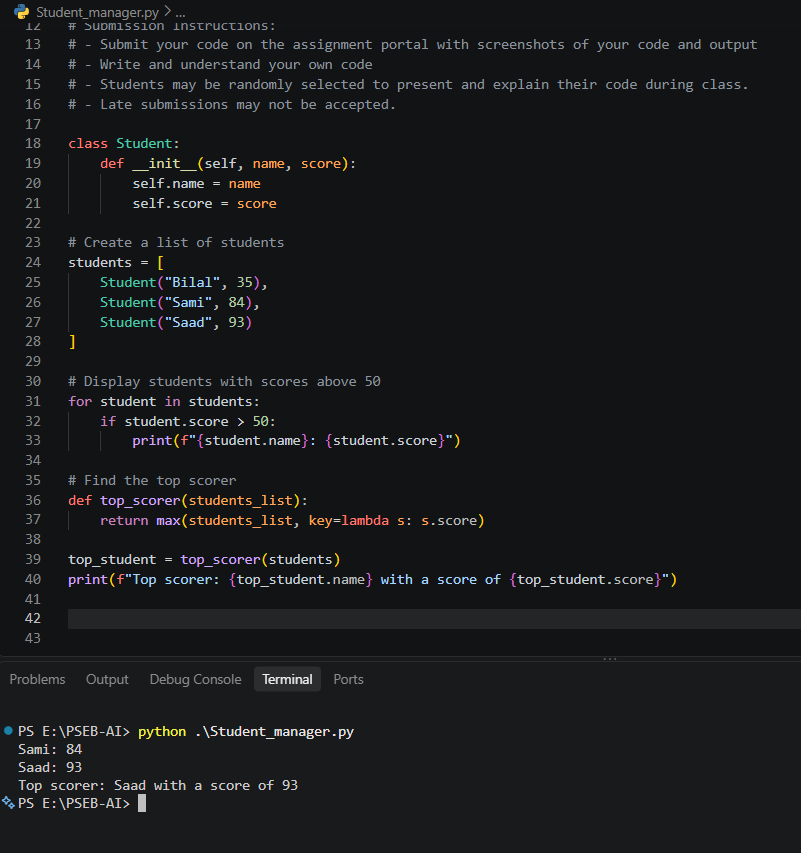 Student_manager.py > ...
12 # Submission Instructions:
13 # - Submit your code on the assignment portal with screenshots of your code and output
14 # - Write and understand your own code
15 # - Students may be randomly selected to present and explain their code during class.
16 # - Late submissions may not be accepted.
17
18 class Student:
19     def __init__(self, name, score):
20         self.name = name
21         self.score = score
22
23 # Create a list of students
24 students = [
25     Student("Bilal", 35),
26     Student("Sami", 84),
27     Student("Saad", 93)
28 ]
29
30 # Display students with scores above 50
31 for student in students:
32     if student.score > 50:
33         print(f"{student.name}: {student.score}")
34
35 # Find the top scorer
36 def top_scorer(students_list):
37     return max(students_list, key=lambda s: s.score)
38
39 top_student = top_scorer(students)
40 print(f"Top scorer: {top_student.name} with a score of {top_student.score}")
41
42
43
Problems Output Debug Console Terminal Ports
PS E:\PSEB-AI> python .\Student_manager.py
Sami: 84
Saad: 93
Top scorer: Saad with a score of 93
PS E:\PSEB-AI>